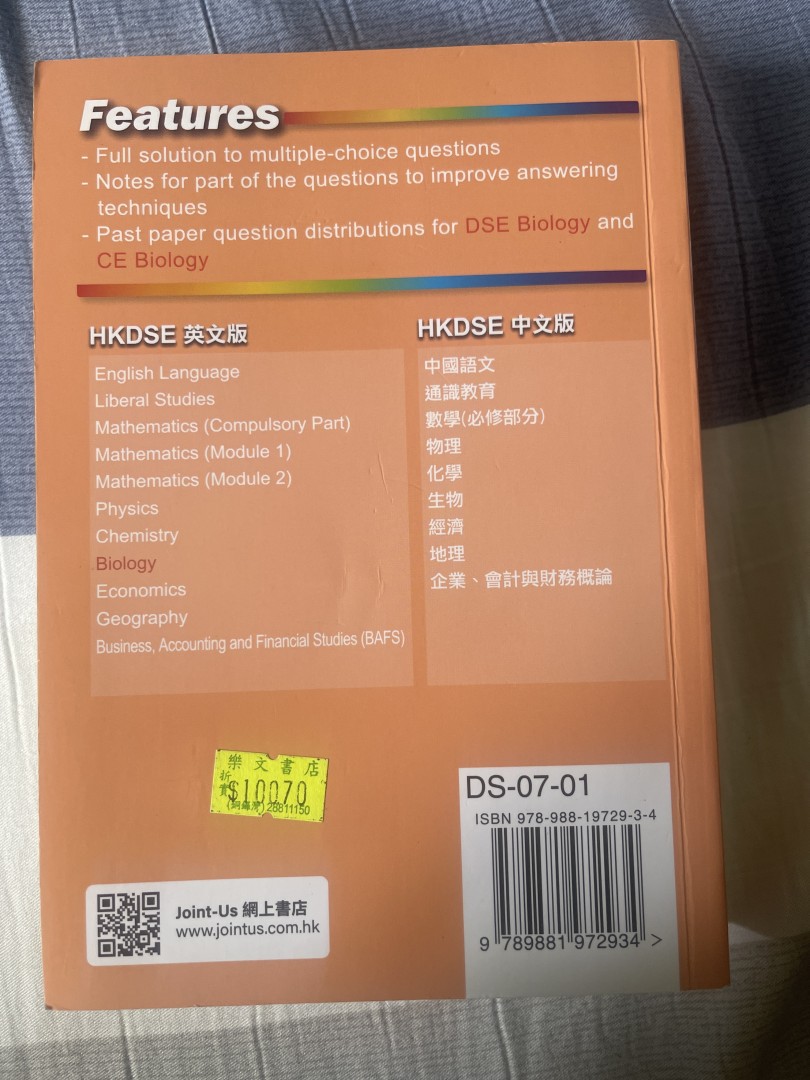 Features
- Full solution to multiple-choice questions
- Notes for part of the questions to improve answering
techniques
- Past paper question distributions for DSE Biology and
CE Biology
HKDSE 英文版
English Language
Liberal Studies
Mathematics (Compulsory Part)
Mathematics (Module 1)
Mathematics (Module 2)
Physics
Chemistry
Biology
Economics
Geography
Business, Accounting and Financial Studies (BAFS)
HKDSE 中文版
中國語文
通識教育
數學(必修部分)
物理
化學
生物
經濟
地理
企業、會計與財務概論
樂文書店
折實$10070
(銅鑼灣) 28811150
Joint-Us 網上書店
www.jointus.com.hk
DS-07-01
ISBN 978-988-19729-3-4
9 789881 972934 >